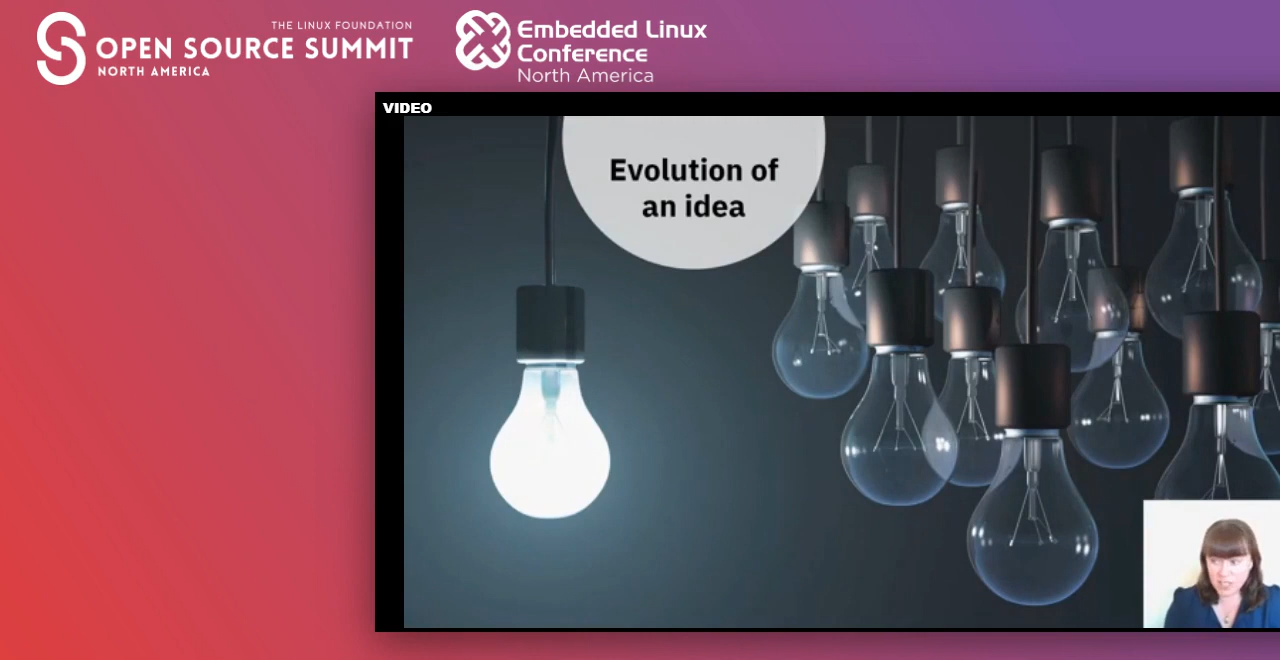 THE LINUX FOUNDATION
OPEN SOURCE SUMMIT
NORTH AMERICA
Embedded Linux
Conference
North America
VIDEO
Evolution of
an idea